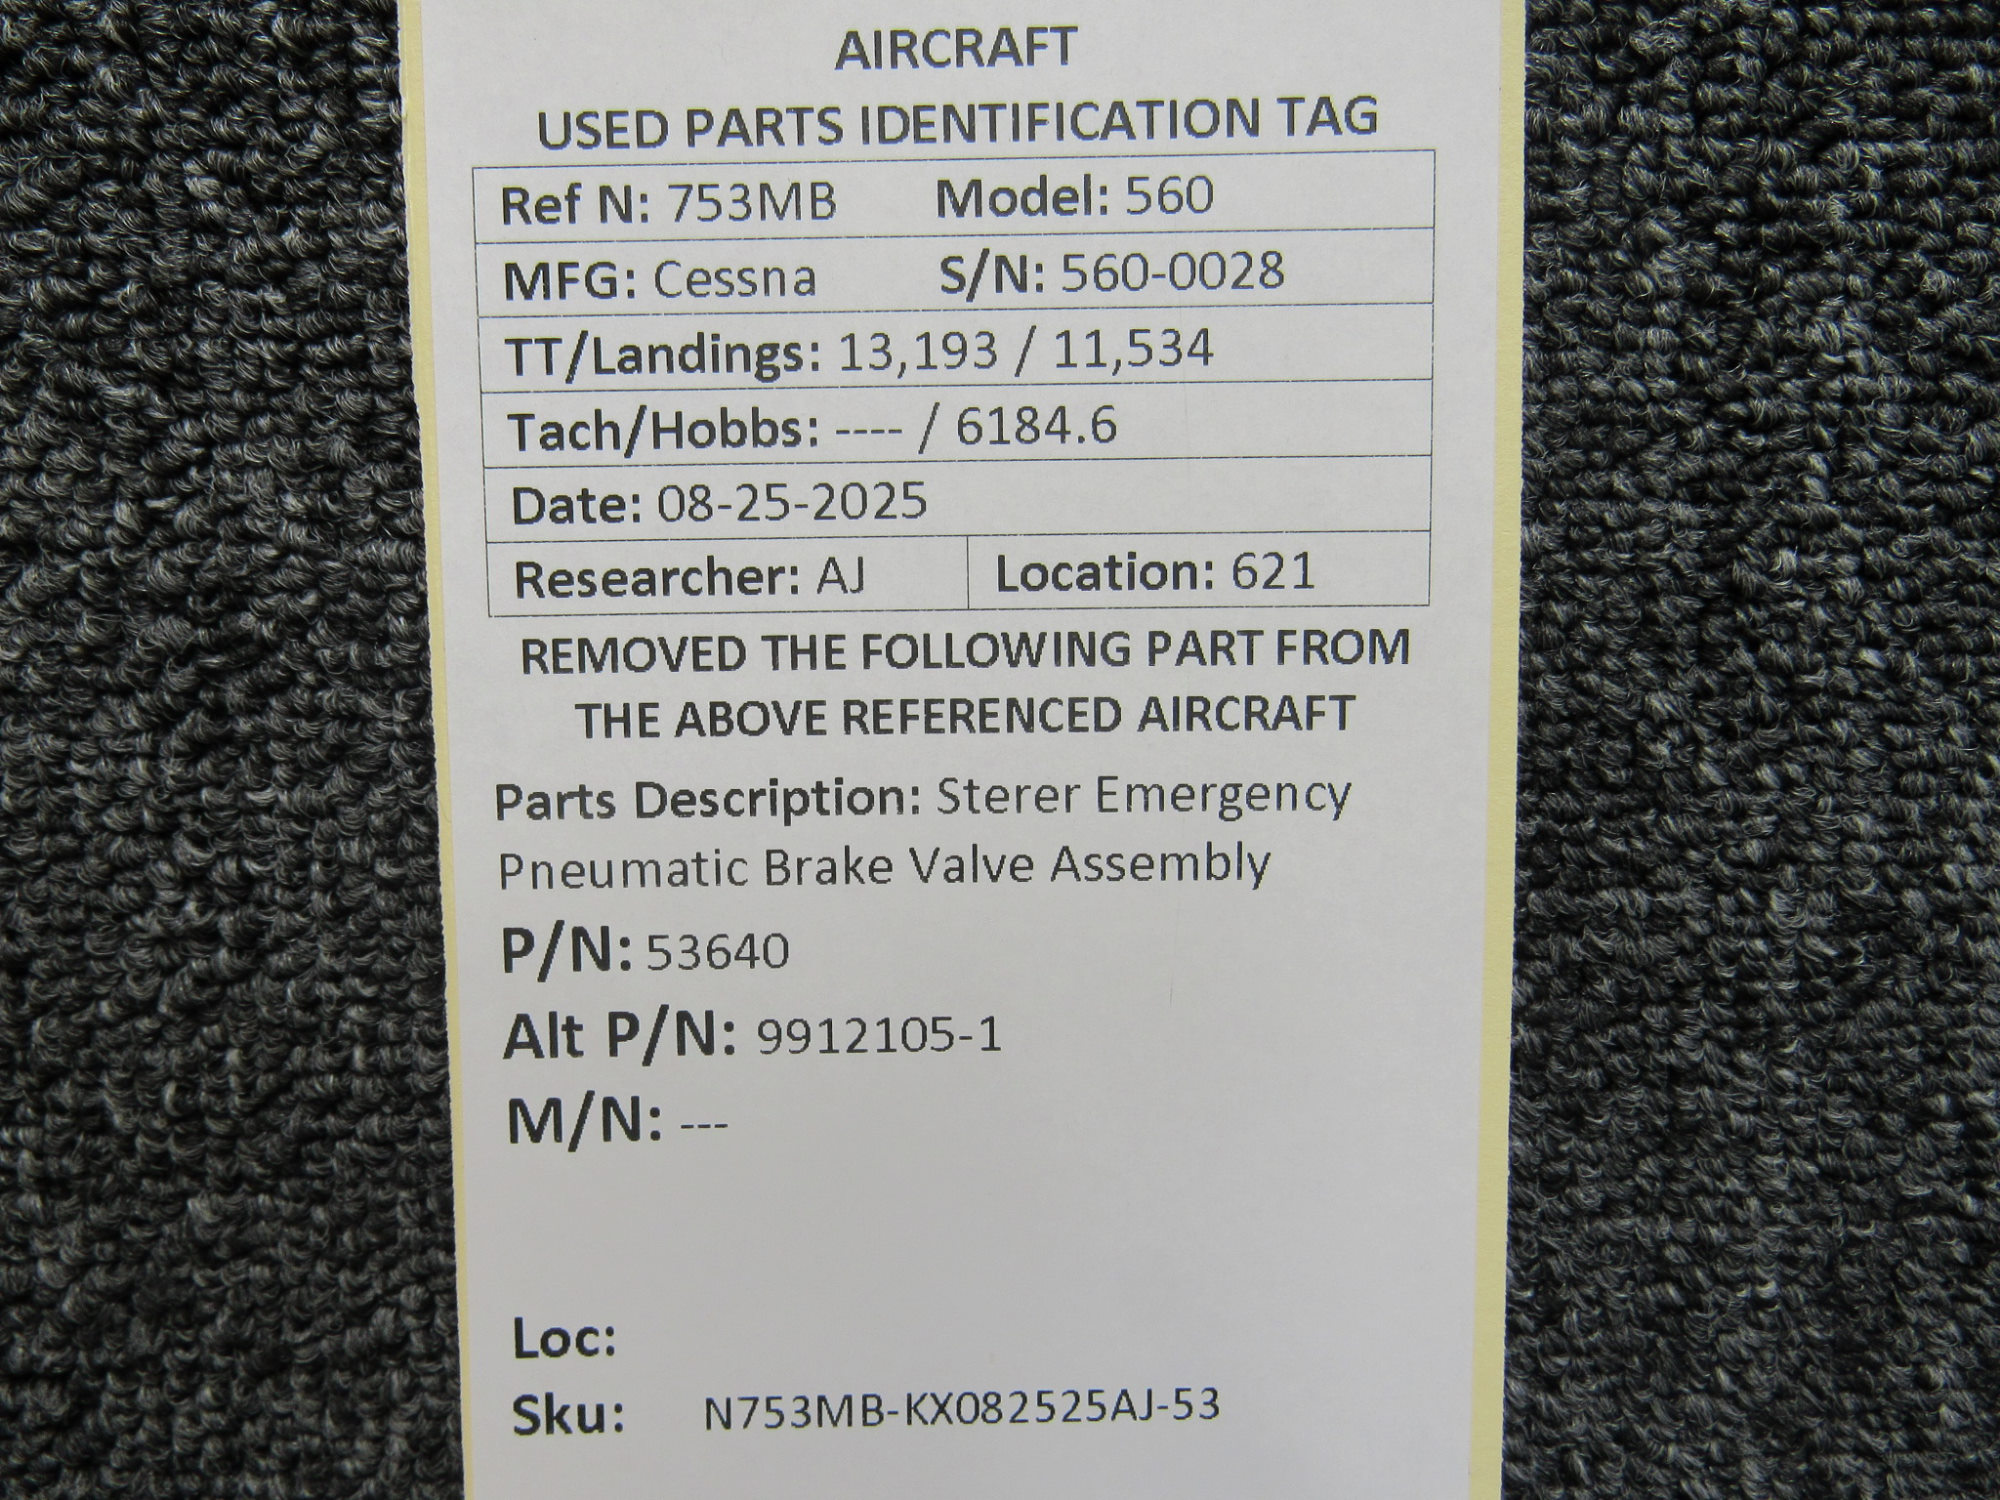 AIRCRAFT
USED PARTS IDENTIFICATION TAG
Ref N: 753MB Model: 560
MFG: Cessna S/N: 560-0028
TT/Landings: 13,193 / 11,534
Tach/Hobbs: ---- / 6184.6
Date: 08-25-2025
Researcher: AJ Location: 621
REMOVED THE FOLLOWING PART FROM
THE ABOVE REFERENCED AIRCRAFT
Parts Description: Sterer Emergency
Pneumatic Brake Valve Assembly
P/N: 53640
Alt P/N: 9912105-1
M/N: ---
Loc:
Sku: N753MB-KX082525AJ-53